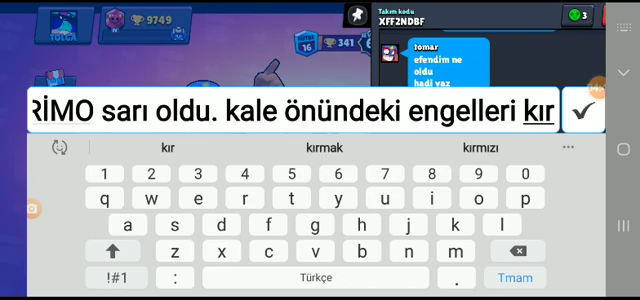 TOLGA
9749
Takım kodu
XFF2NDBF
3
16
341
tomar
efendim ne
oldu
hadi yaz
RİMO sarı oldu. kale önündeki engelleri kır
kır kırmak kırmızı
1 2 3 4 5 6 7 8 9 0
q w e r t y u i o p
a s d f g h j k l
z x c v b n m
!#1 : Türkçe . Tmam